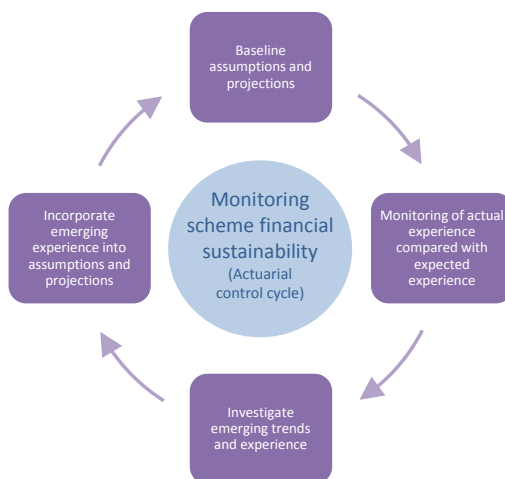 Baseline
assumptions and
projections
Monitoring of actual
experience
compared with
expected
experience
Investigate
emerging trends
and experience
Incorporate
emerging
experience into
assumptions and
projections
Monitoring
scheme financial
sustainability
(Actuarial
control cycle)